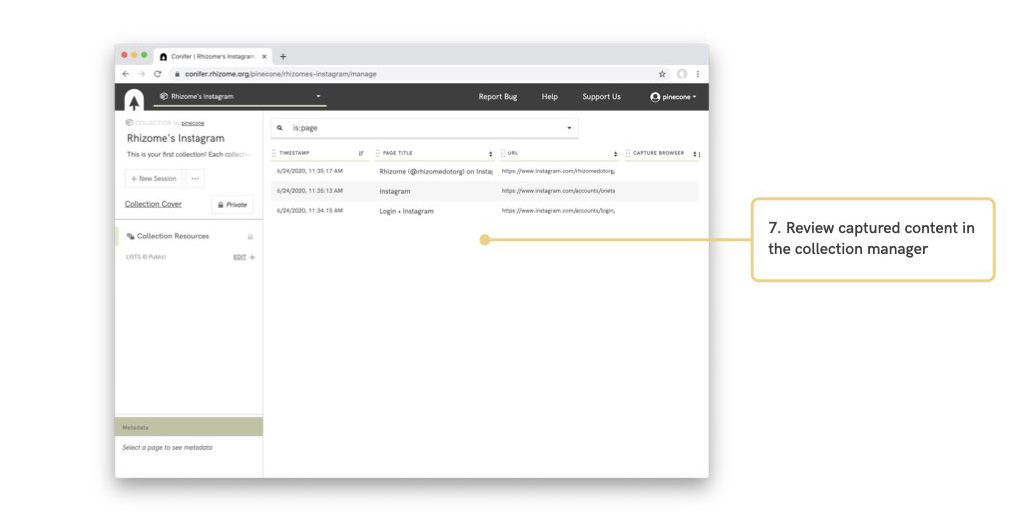 Conifer | Rhizome's Instagram
conifer.rhizome.org/pinecone/rhizomes-instagram/manage
Rhizome's Instagram
Report Bug
Help
Support Us
pinecone
COLLECTION by pinecone
Rhizome's Instagram
This is your first collection! Each collectio
+ New Session
Collection Cover
Private
Collection Resources
LISTS (0 Public)
EDIT +
Metadata
Select a page to see metadata
is:page
TIMESTAMP PAGE TITLE URL CAPTURE BROWSER
6/24/2020, 11:35:17 AM Rhizome (@rhizomedotorg) on Instag https://www.instagram.com/rhizomedotorg,
6/24/2020, 11:35:13 AM Instagram https://www.instagram.com/accounts/oneta
6/24/2020, 11:34:15 AM Login • Instagram https://www.instagram.com/accounts/login,
7. Review captured content in
the collection manager